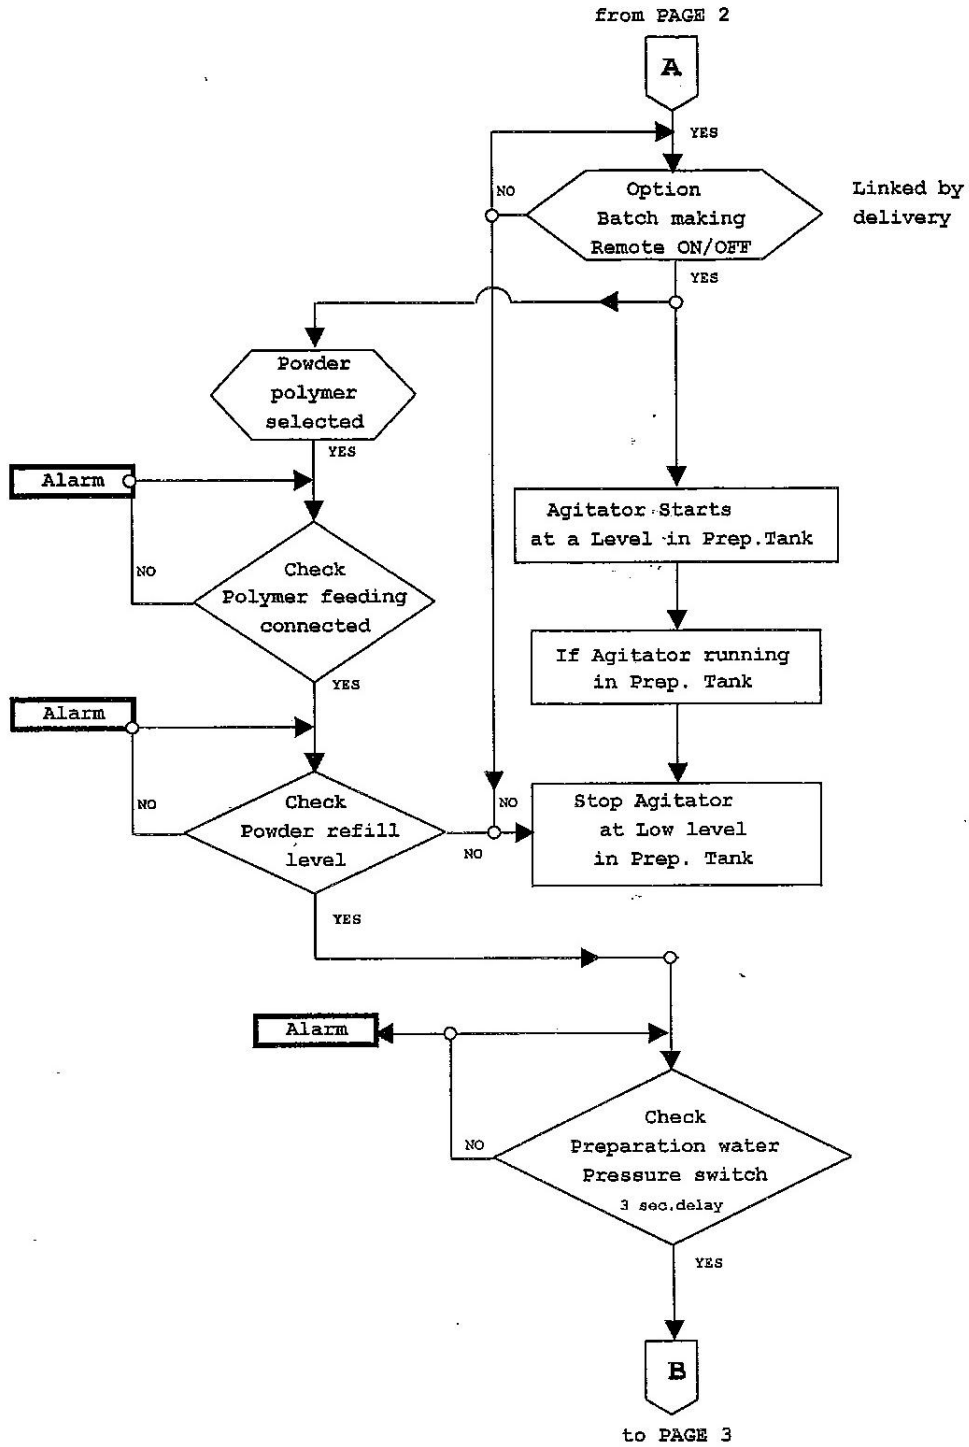 from PAGE 2
A
YES
Option
Batch making
Remote ON/OFF
NO
Linked by
delivery
YES
Powder
polymer
selected
YES
Alarm
Check
Polymer feeding
connected
NO
YES
Agitator Starts
at a Level in Prep.Tank
If Agitator running
in Prep. Tank
Alarm
Check
Powder refill
level
NO
NO
NO
Stop Agitator
at Low level
in Prep. Tank
YES
Alarm
Check
Preparation water
Pressure switch
3 sec.delay
NO
YES
B
to PAGE 3